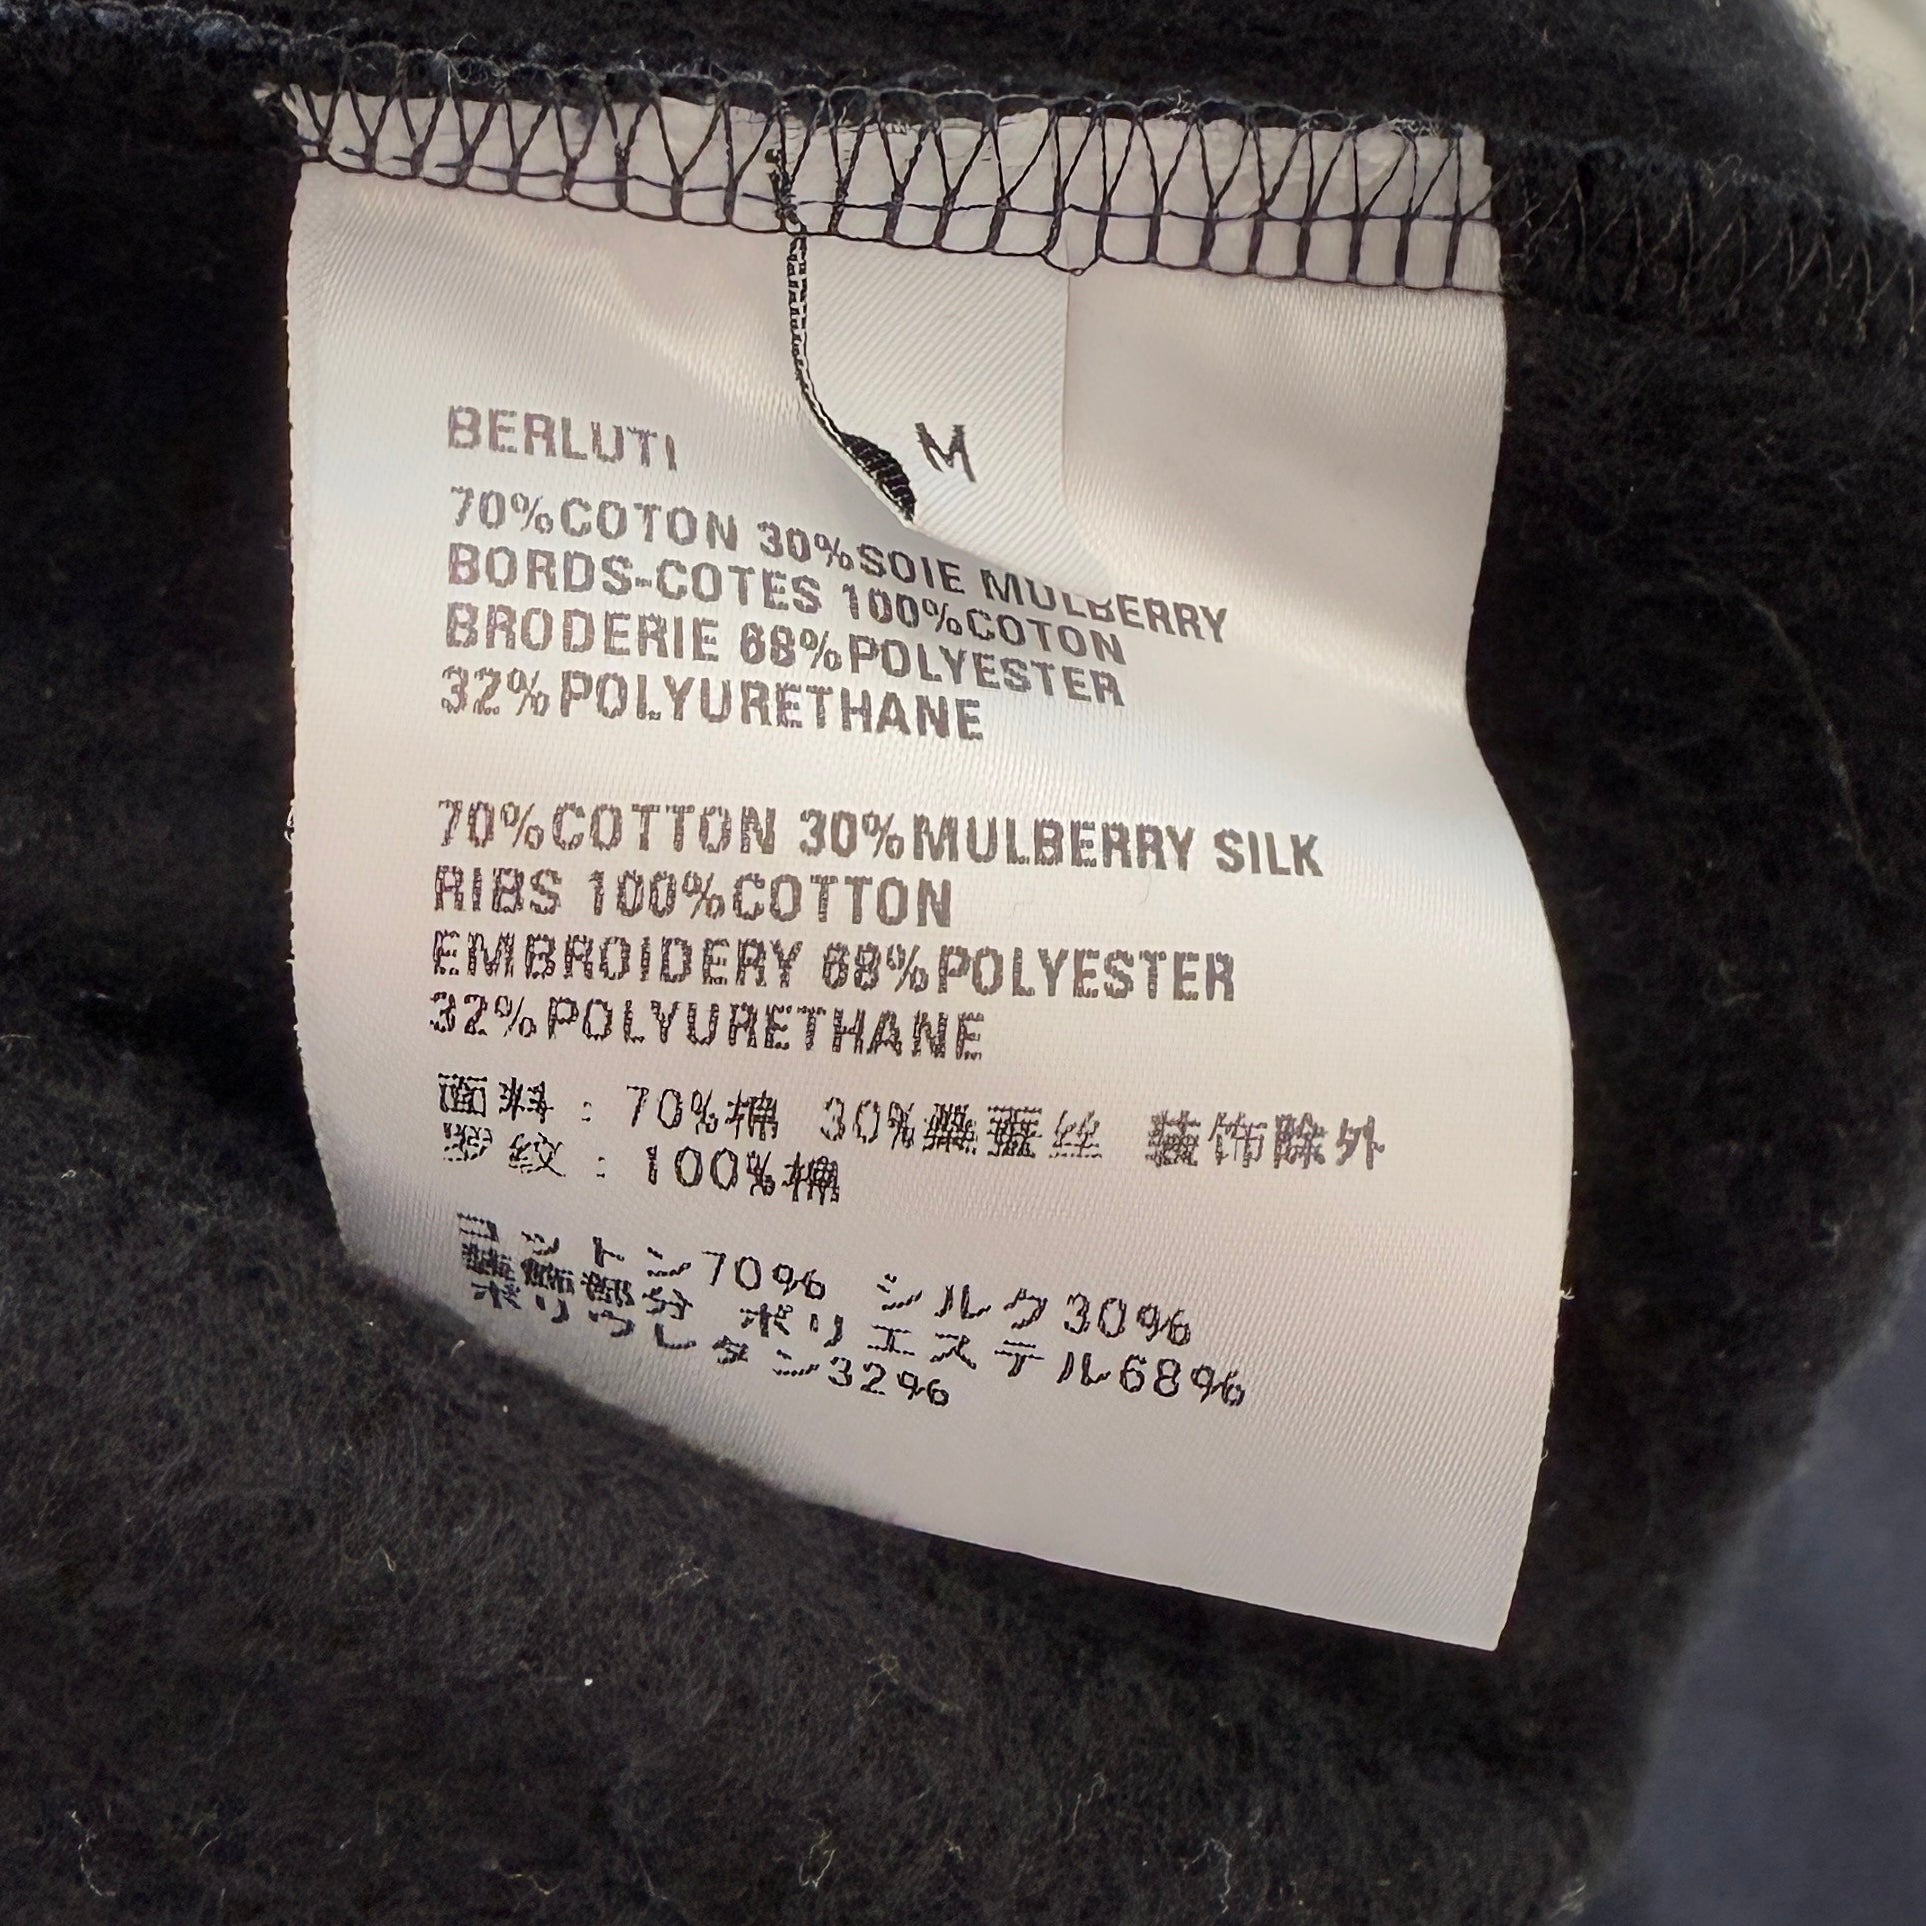 M
BERLUTI
70%COTON 30%SOIE MULBERRY
BORDS-COTES 100%COTON
BRODERIE 68%POLYESTER
32%POLYURETHANE
70%COTTON 30%MULBERRY SILK
RIBS 100%COTTON
EMBROIDERY 68%POLYESTER
32%POLYURETHANE
面料：70%棉 30%桑蚕丝 装饰除外
罗纹：100%棉
コットン70% シルク30%
装飾部分 ポリエステル68%
ポリウレタン32%